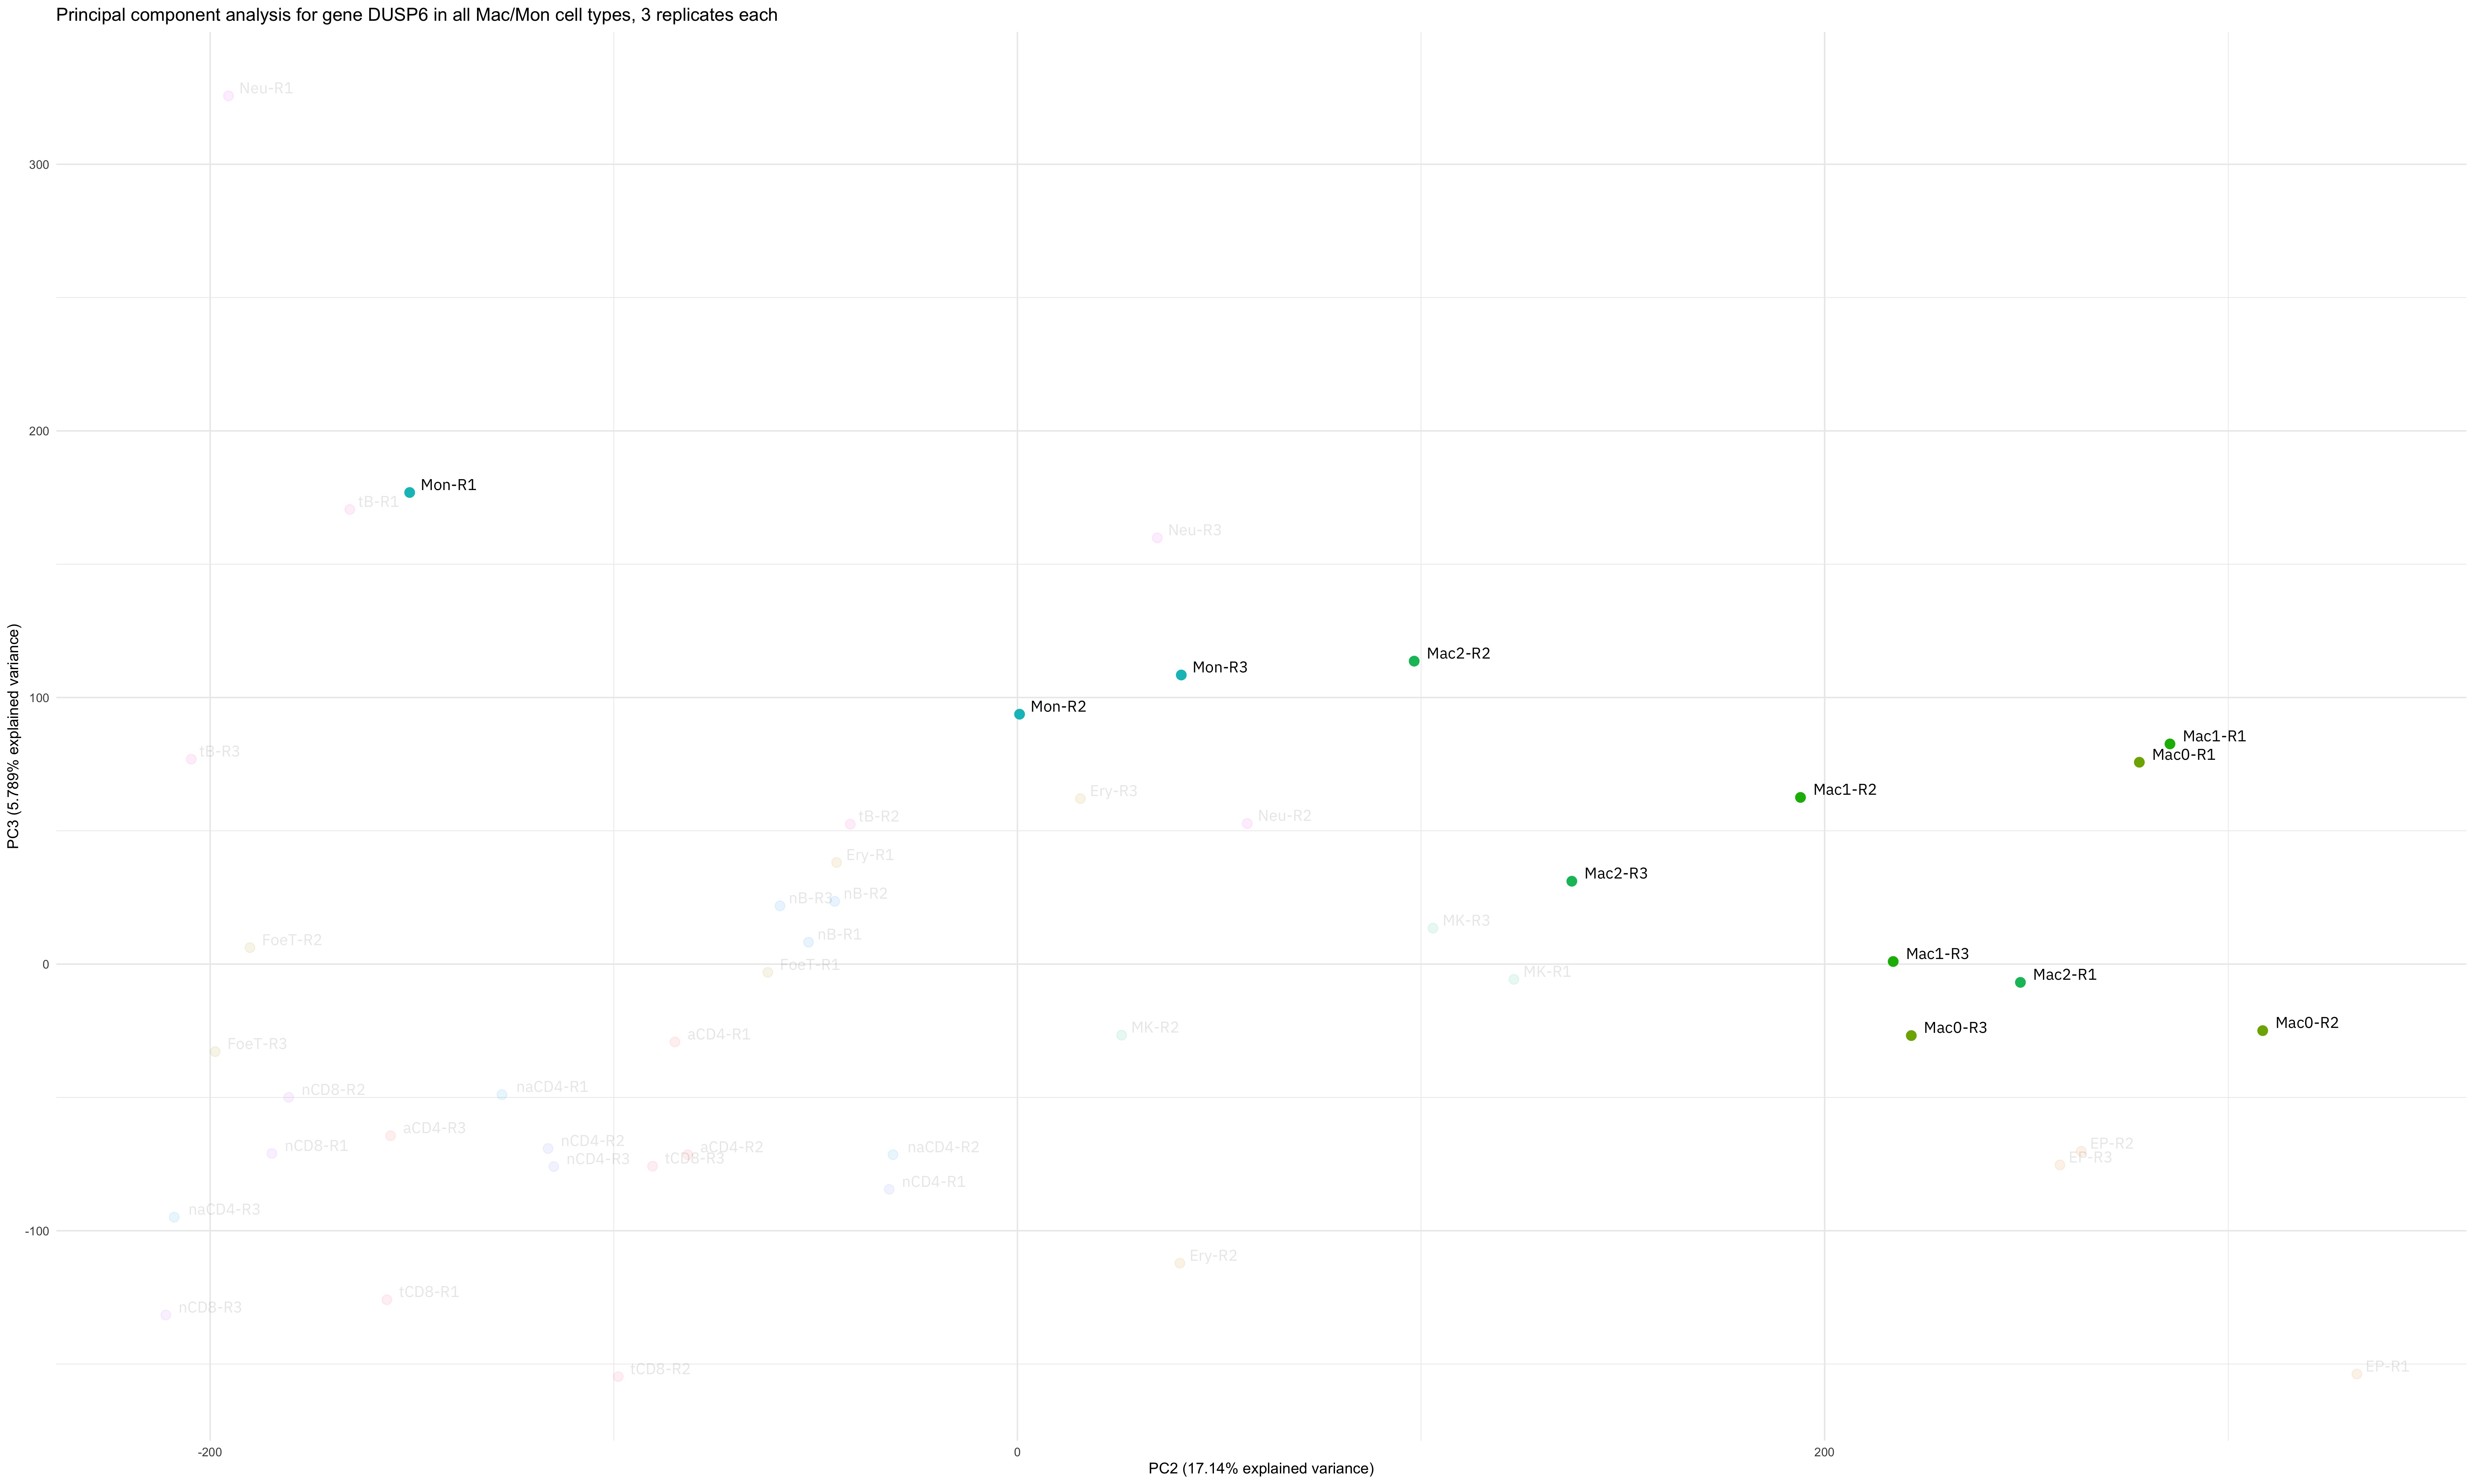 Principal component analysis for gene DUSP6 in all Mac/Mon cell types, 3 replicates each
Neu-R1
300
200
Mon-R1
tB-R1
Neu-R3
Mac2-R2
Mon-R3
Mon-R2
100
Mac1-R1
tB-R3
Mac0-R1
Ery-R3
Mac1-R2
tB-R2
Neu-R2
Ery-R1
Mac2-R3
nB-R2
nB-R3
MK-R3
nB-R1
FoeT-R2
Mac1-R3
0
FoeT-R1
MK-R1
Mac2-R1
Mac0-R2
MK-R2
Mac0-R3
aCD4-R1
FoeT-R3
naCD4-R1
nCD8-R2
aCD4-R3
nCD4-R2
EP-R2
nCD8-R1
aCD4-R2
naCD4-R2
nCD4-R3
tCD8-R3
EP-R3
nCD4-R1
naCD4-R3
-100
Ery-R2
tCD8-R1
nCD8-R3
EP-R1
tCD8-R2
-200
0
200
PC2 (17.14% explained variance)
PC3 (5.789% explained variance)